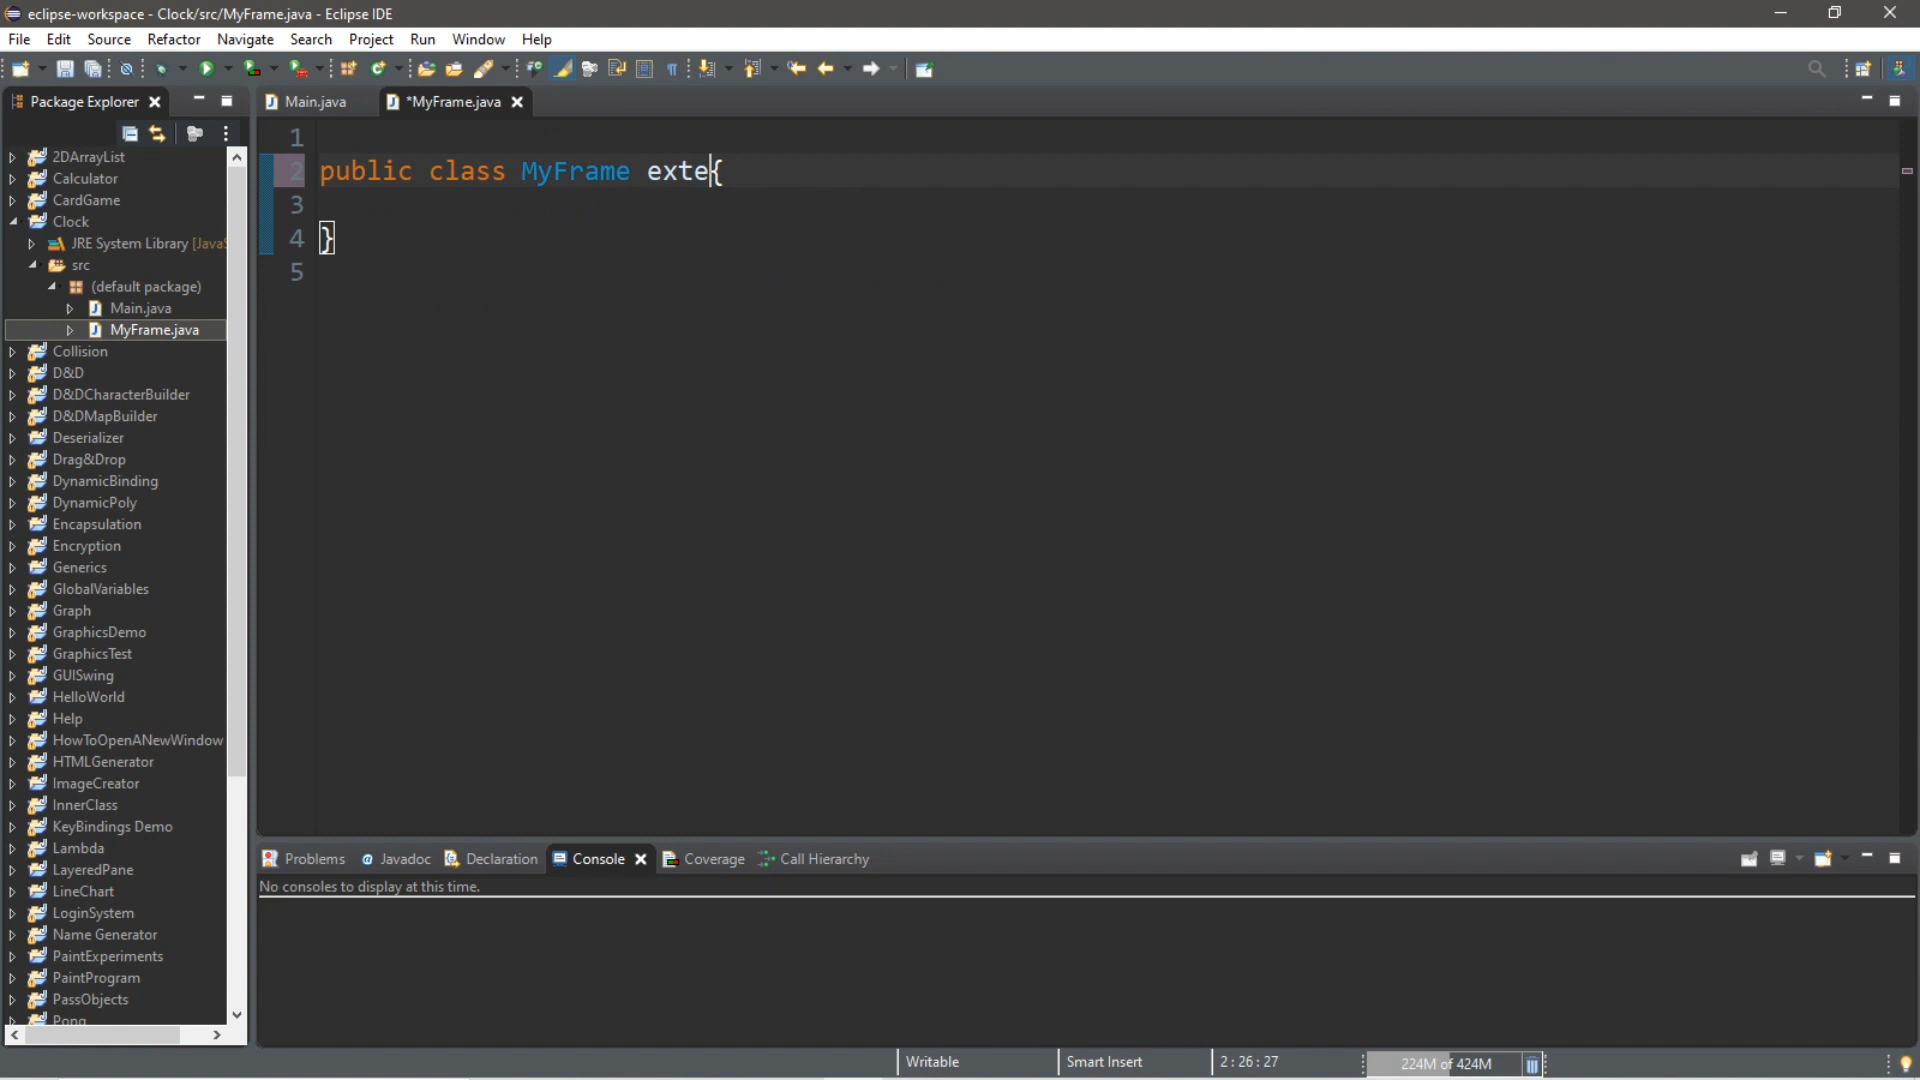 eclipse-workspace - Clock/src/MyFrame.java - Eclipse IDE
File Edit Source Refactor Navigate Search Project Run Window Help
Package Explorer
Main.java
*MyFrame.java
2DArrayList
Calculator
CardGame
Clock
JRE System Library [JavaS
src
(default package)
Main.java
MyFrame.java
Collision
D&D
D&DCharacterBuilder
D&DMapBuilder
Deserializer
Drag&Drop
DynamicBinding
DynamicPoly
Encapsulation
Encryption
Generics
GlobalVariables
Graph
GraphicsDemo
GraphicsTest
GUISwing
HelloWorld
Help
HowToOpenANewWindow
HTMLGenerator
ImageCreator
InnerClass
KeyBindings Demo
Lambda
LayeredPane
LineChart
LoginSystem
Name Generator
PaintExperiments
PaintProgram
PassObjects
Pong
1
2 public class MyFrame exte{
3
4 }
5
Problems Javadoc Declaration Console Coverage Call Hierarchy
No consoles to display at this time.
Writable Smart Insert 2 : 26 : 27 224M of 424M